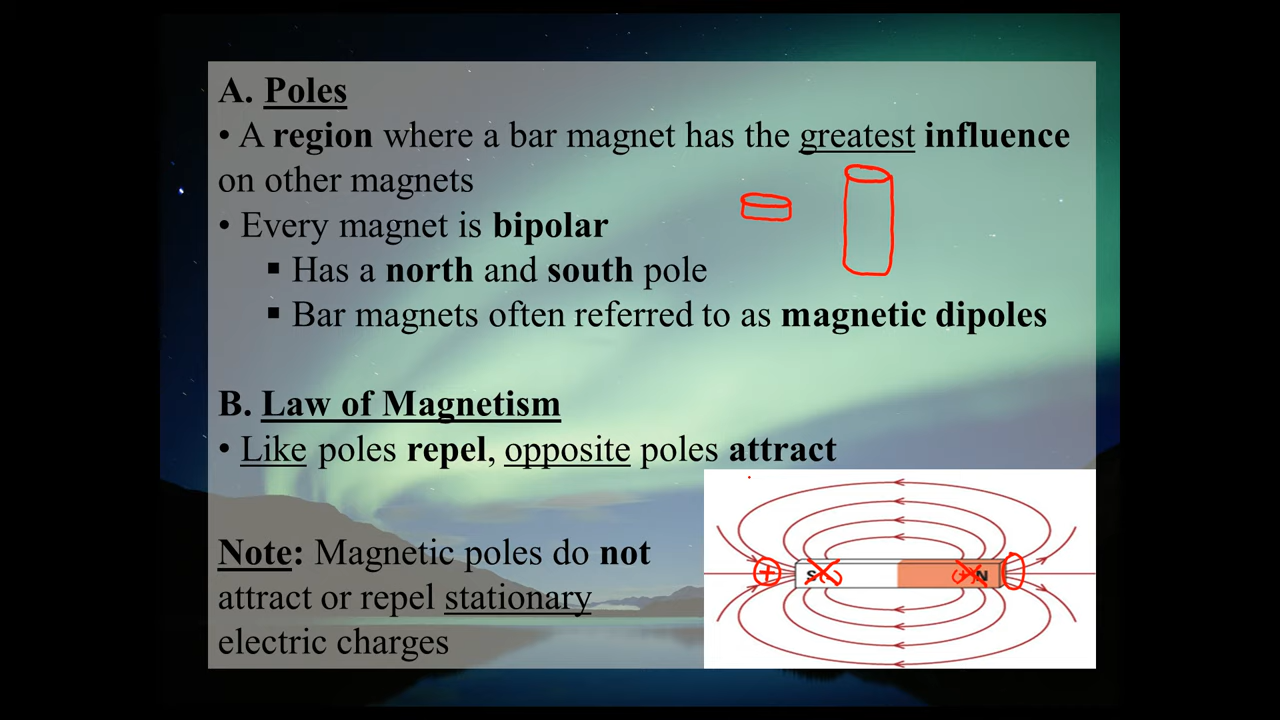 A. Poles
• A region where a bar magnet has the greatest influence
on other magnets
• Every magnet is bipolar
▪ Has a north and south pole
▪ Bar magnets often referred to as magnetic dipoles
B. Law of Magnetism
• Like poles repel, opposite poles attract
Note: Magnetic poles do not
attract or repel stationary
electric charges
+ S + N